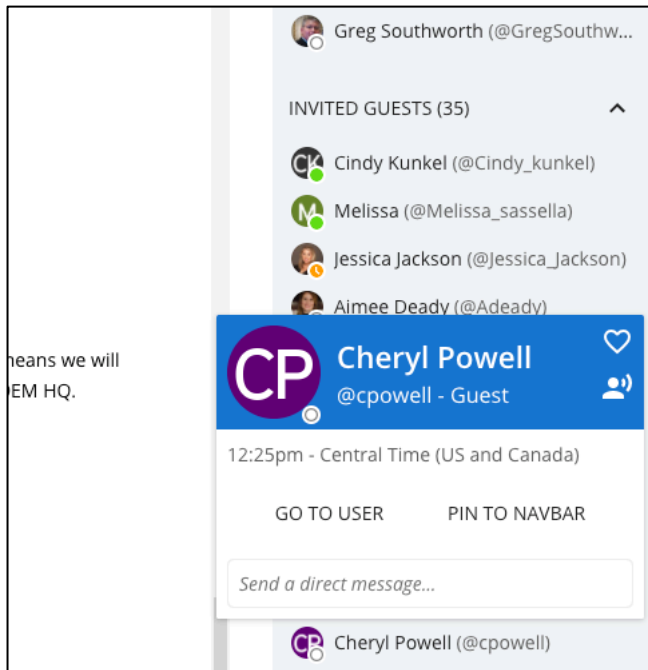 Greg Southworth (@GregSouthw...
INVITED GUESTS (35)
CK Cindy Kunkel (@Cindy_kunkel)
M Melissa (@Melissa_sassella)
Jessica Jackson (@Jessica_Jackson)
Aimee Deady (@Adeady)
neans we will
EM HQ.
CP Cheryl Powell
@cpowell - Guest
12:25pm - Central Time (US and Canada)
GO TO USER PIN TO NAVBAR
Send a direct message...
CP Cheryl Powell (@cpowell)